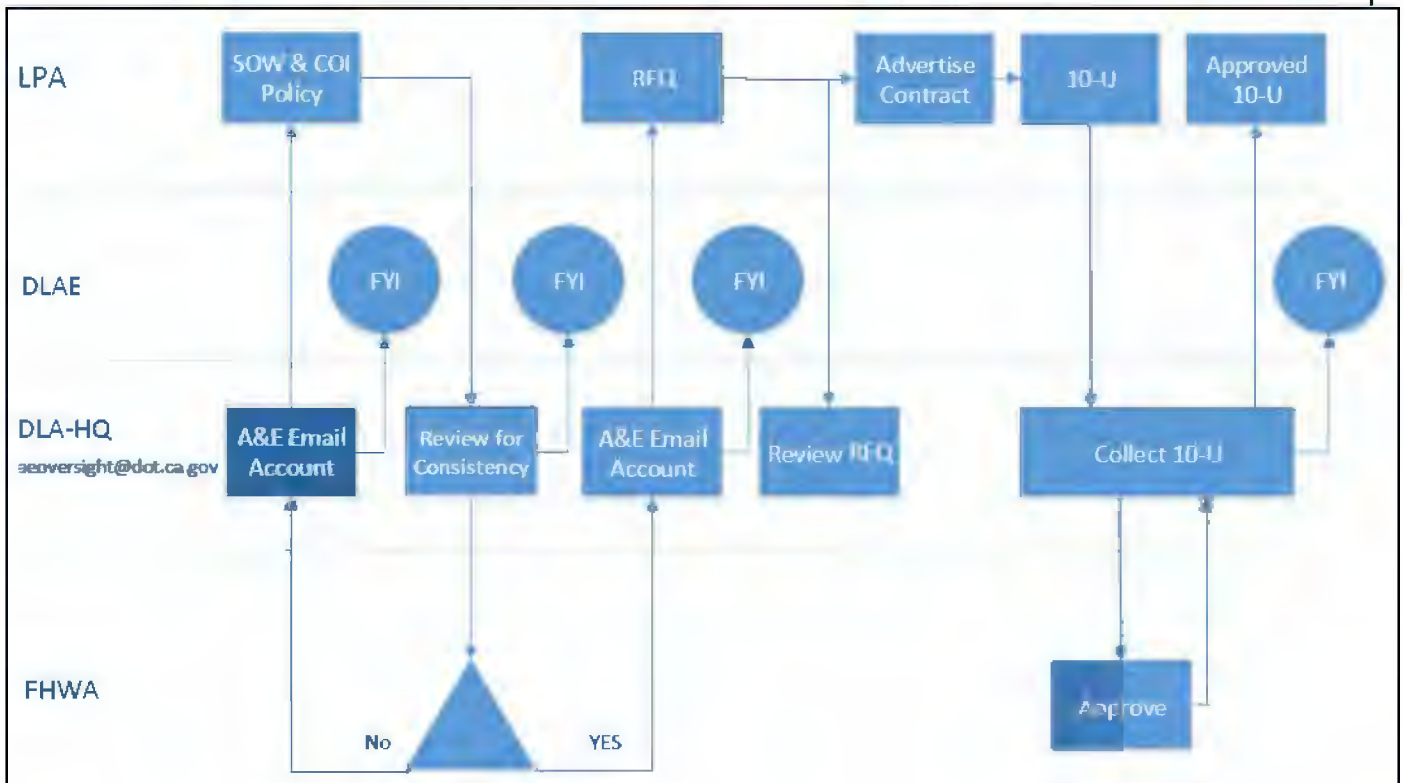 LPA
SOW & COI
Policy
RFQ
Advertise
Contract
10-U
Approved
10-U
DLAE
FYI
FYI
FYI
FYI
DLA-HQ
aeoversight@dot.ca.gov
A&E Email
Account
Review for
Consistency
A&E Email
Account
Review RFQ
Collect 10-U
FHWA
No
YES
Approve